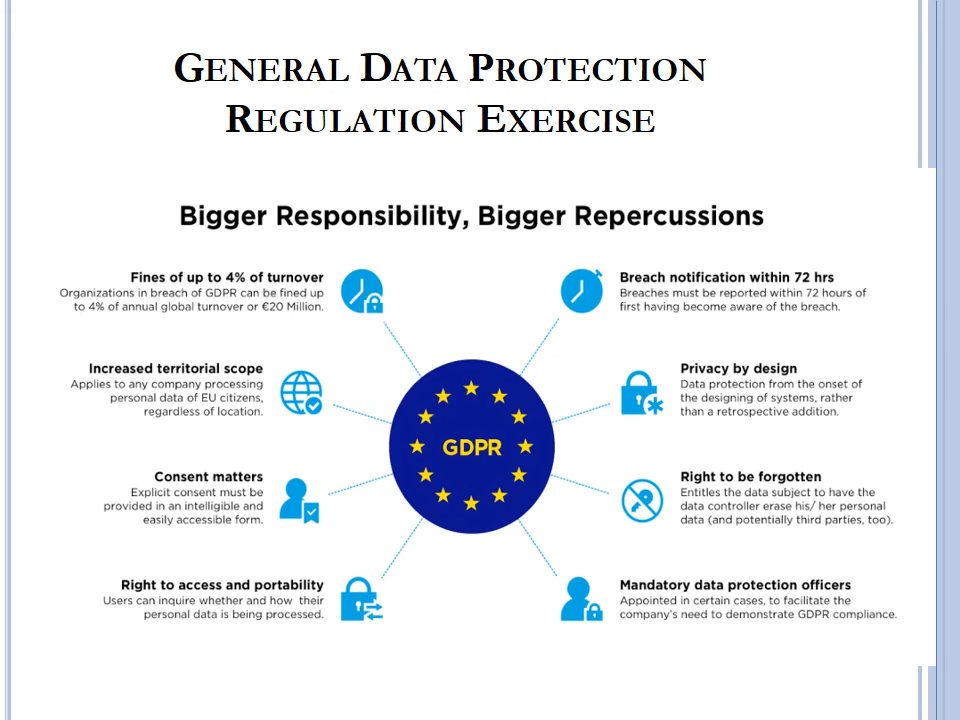 GENERAL DATA PROTECTION
REGULATION EXERCISE
Bigger Responsibility, Bigger Repercussions
Fines of up to 4% of turnover
Organizations in breach of GDPR can be fined up
to 4% of annual global turnover or €20 Million.
Increased territorial scope
Applies to any company processing
personal data of EU citizens,
regardless of location.
Consent matters
Explicit consent must be
provided in an intelligible and
easily accessible form.
Right to access and portability
Users can inquire whether and how their
personal data is being processed.
GDPR
Breach notification within 72 hrs
Breaches must be reported within 72 hours of
first having become aware of the breach.
Privacy by design
Data protection from the onset of
the designing of systems, rather
than a retrospective addition.
Right to be forgotten
Entitles the data subject to have the
data controller erase his/ her personal
data (and potentially third parties, too).
Mandatory data protection officers
Appointed in certain cases, to facilitate the
company's need to demonstrate GDPR compliance.